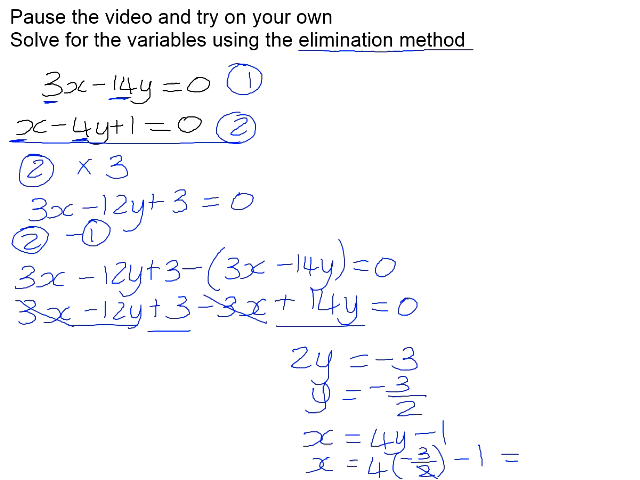 Pause the video and try on your own
Solve for the variables using the elimination method
3x - 14y = 0 ①
x - 4y + 1 = 0 ②
② × 3
3x - 12y + 3 = 0
② - ①
3x - 12y + 3 - (3x - 14y) = 0
3x - 12y + 3 - 3x + 14y = 0
2y = -3
y = -3/2
x = 4y - 1
x = 4(-3/2) - 1 =